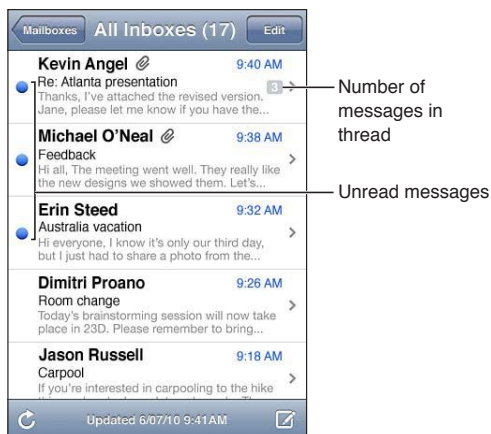 Mailboxes All Inboxes (17) Edit
Kevin Angel 9:40 AM
Re: Atlanta presentation 3
Thanks, I've attached the revised version.
Jane, please let me know if you have the...
Michael O'Neal 9:38 AM
Feedback
Hi all, The meeting went well. They really like
the new designs we showed them. Let's...
Erin Steed 9:32 AM
Australia vacation
Hi everyone, I know it's only our third day,
but I just had to share a photo from the...
Dimitri Proano 9:26 AM
Room change
Today's brainstorming session will now take
place in 23D. Please remember to bring...
Jason Russell 9:18 AM
Carpool
If you're interested in carpooling to the hike
Updated 6/07/10 9:41AM
Number of
messages in
thread
Unread messages